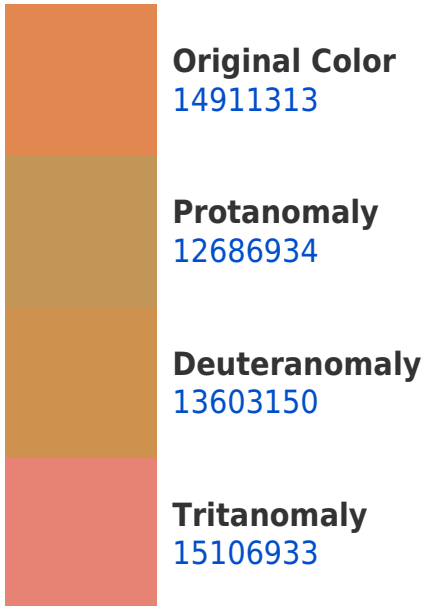 Original Color
14911313
Protanomaly
12686934
Deuteranomaly
13603150
Tritanomaly
15106933